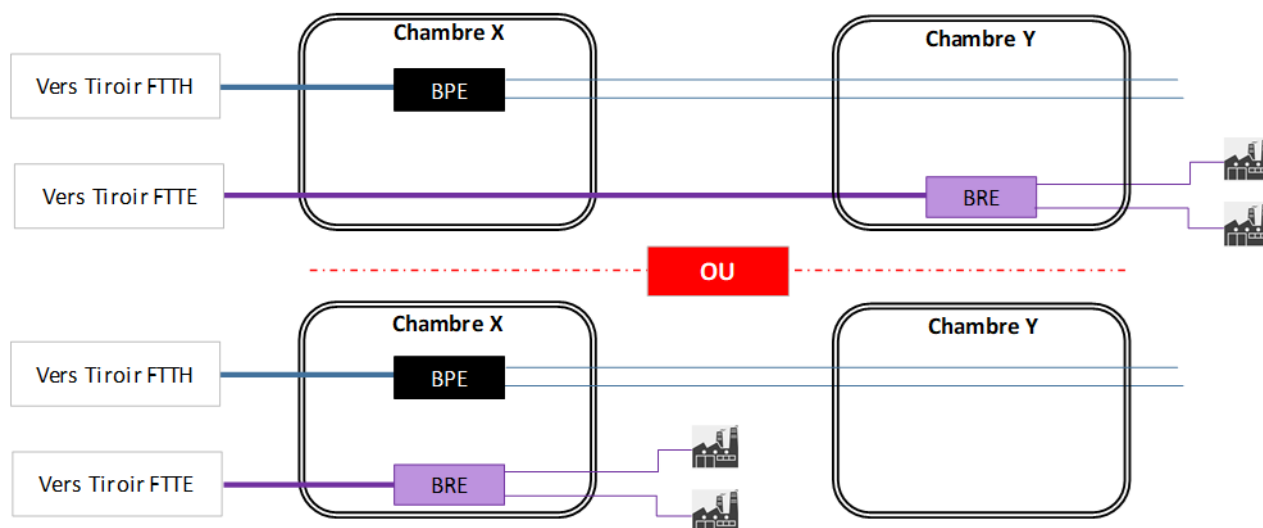 Chambre X
Chambre Y
Vers Tiroir FTTH
BPE
Vers Tiroir FTTE
BRE
OU
Chambre X
Chambre Y
Vers Tiroir FTTH
BPE
Vers Tiroir FTTE
BRE